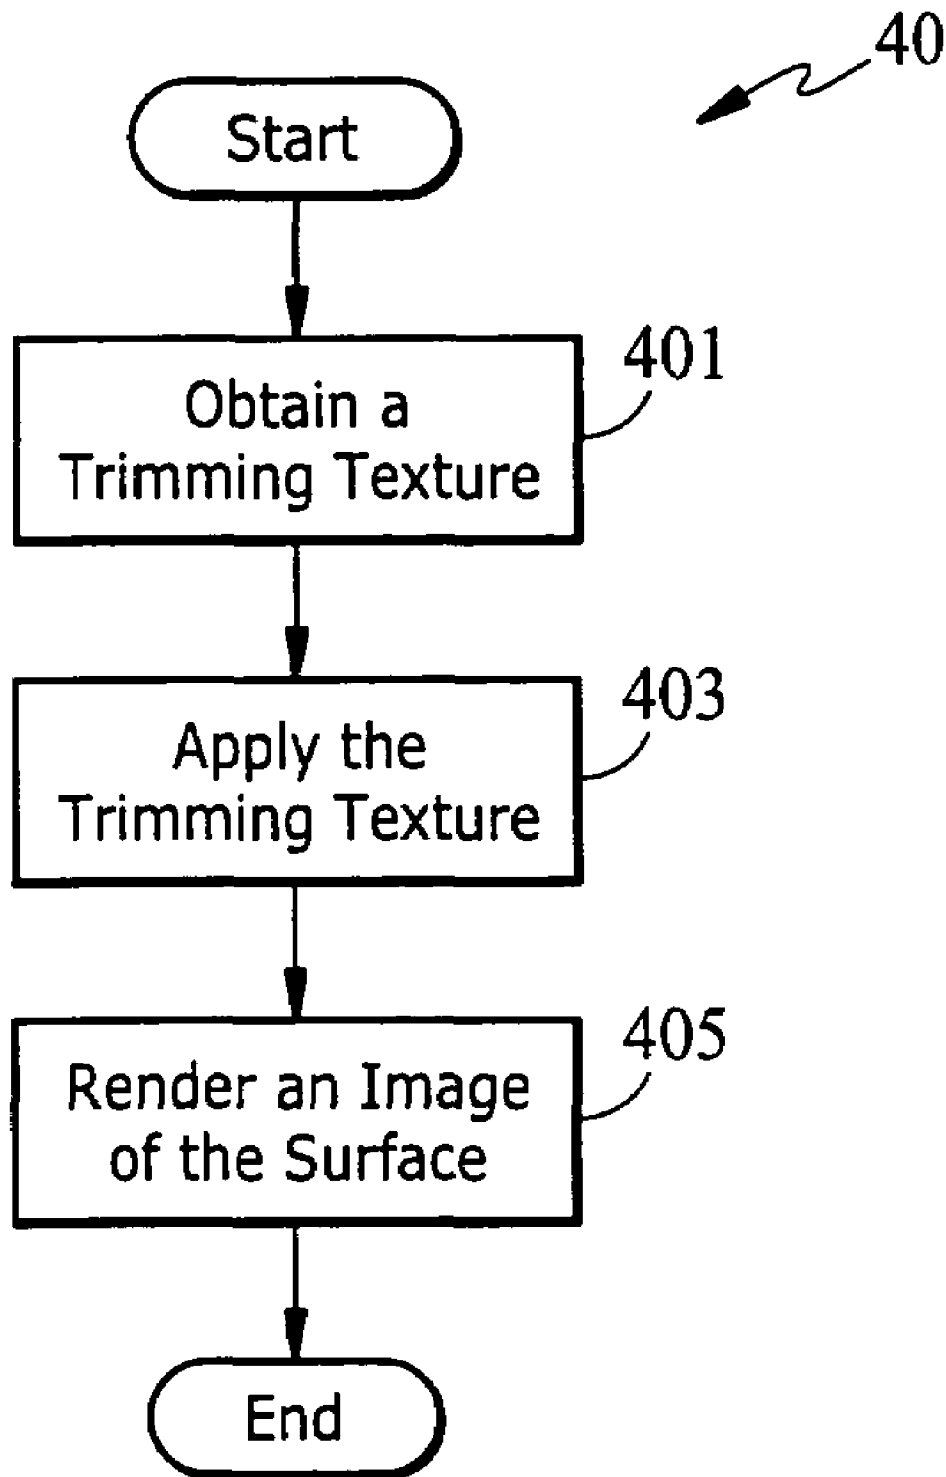 40
Start
401
Obtain a
Trimming Texture
403
Apply the
Trimming Texture
405
Render an Image
of the Surface
End